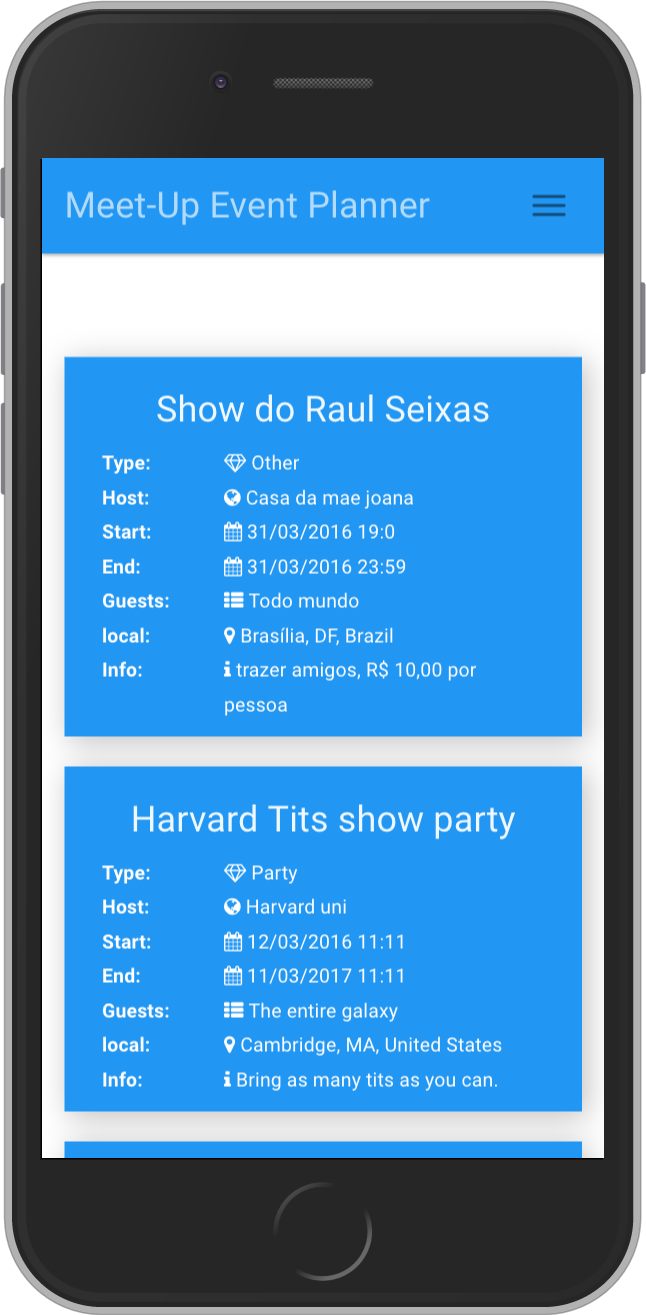 Meet-Up Event Planner
Show do Raul Seixas
Type: Other
Host: Casa da mae joana
Start: 31/03/2016 19:0
End: 31/03/2016 23:59
Guests: Todo mundo
local: Brasília, DF, Brazil
Info: trazer amigos, R$ 10,00 por
pessoa
Harvard Tits show party
Type: Party
Host: Harvard uni
Start: 12/03/2016 11:11
End: 11/03/2017 11:11
Guests: The entire galaxy
local: Cambridge, MA, United States
Info: Bring as many tits as you can.